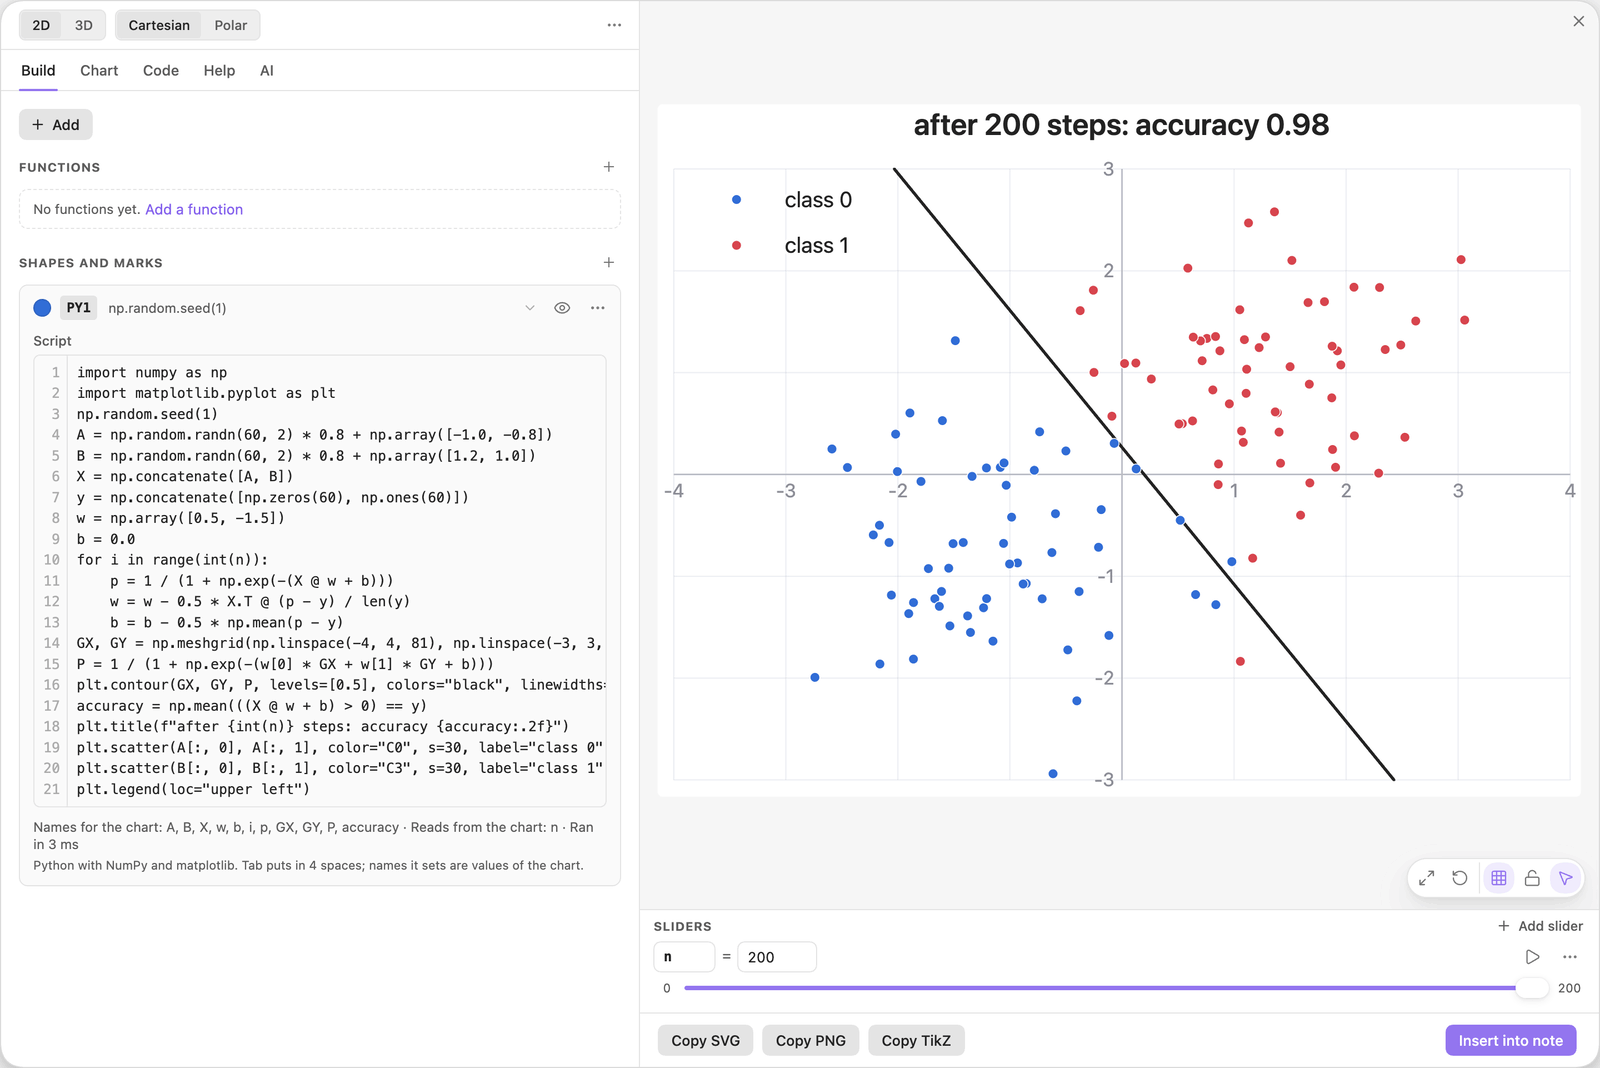 2D 3D Cartesian Polar
Build Chart Code Help AI
+ Add
FUNCTIONS
No functions yet. Add a function
SHAPES AND MARKS
PY1 np.random.seed(1)
Script
1 import numpy as np
2 import matplotlib.pyplot as plt
3 np.random.seed(1)
4 A = np.random.randn(60, 2) * 0.8 + np.array([-1.0, -0.8])
5 B = np.random.randn(60, 2) * 0.8 + np.array([1.2, 1.0])
6 X = np.concatenate([A, B])
7 y = np.concatenate([np.zeros(60), np.ones(60)])
8 w = np.array([0.5, -1.5])
9 b = 0.0
10 for i in range(int(n)):
11     p = 1 / (1 + np.exp(-(X @ w + b)))
12     w = w - 0.5 * X.T @ (p - y) / len(y)
13     b = b - 0.5 * np.mean(p - y)
14 GX, GY = np.meshgrid(np.linspace(-4, 4, 81), np.linspace(-3, 3,
15 P = 1 / (1 + np.exp(-(w[0] * GX + w[1] * GY + b)))
16 plt.contour(GX, GY, P, levels=[0.5], colors="black", linewidths=
17 accuracy = np.mean(((X @ w + b) > 0) == y)
18 plt.title(f"after {int(n)} steps: accuracy {accuracy:.2f}")
19 plt.scatter(A[:, 0], A[:, 1], color="C0", s=30, label="class 0"
20 plt.scatter(B[:, 0], B[:, 1], color="C3", s=30, label="class 1"
21 plt.legend(loc="upper left")
Names for the chart: A, B, X, w, b, i, p, GX, GY, P, accuracy · Reads from the chart: n · Ran
in 3 ms
Python with NumPy and matplotlib. Tab puts in 4 spaces; names it sets are values of the chart.
after 200 steps: accuracy 0.98
3
class 0
class 1
2
-4 -3 -2 1 2 3 4
-1
-2
-3
SLIDERS
+ Add slider
n = 200
0 200
Copy SVG Copy PNG Copy TikZ
Insert into note